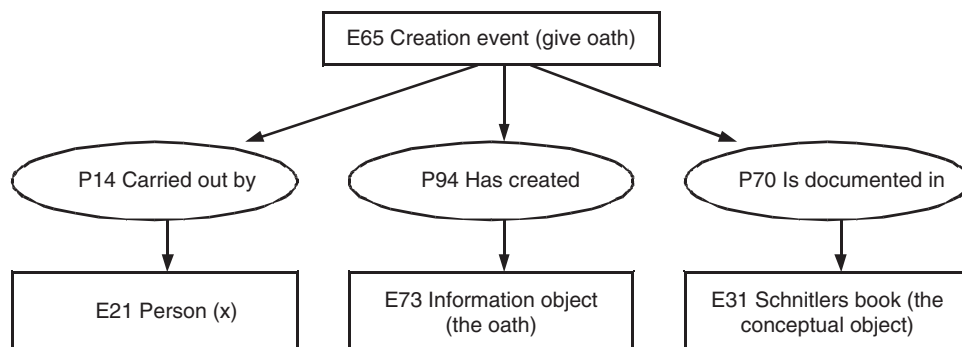 E65 Creation event (give oath)
P14 Carried out by
P94 Has created
P70 Is documented in
E21 Person (x)
E73 Information object
(the oath)
E31 Schnitlers book (the
conceptual object)